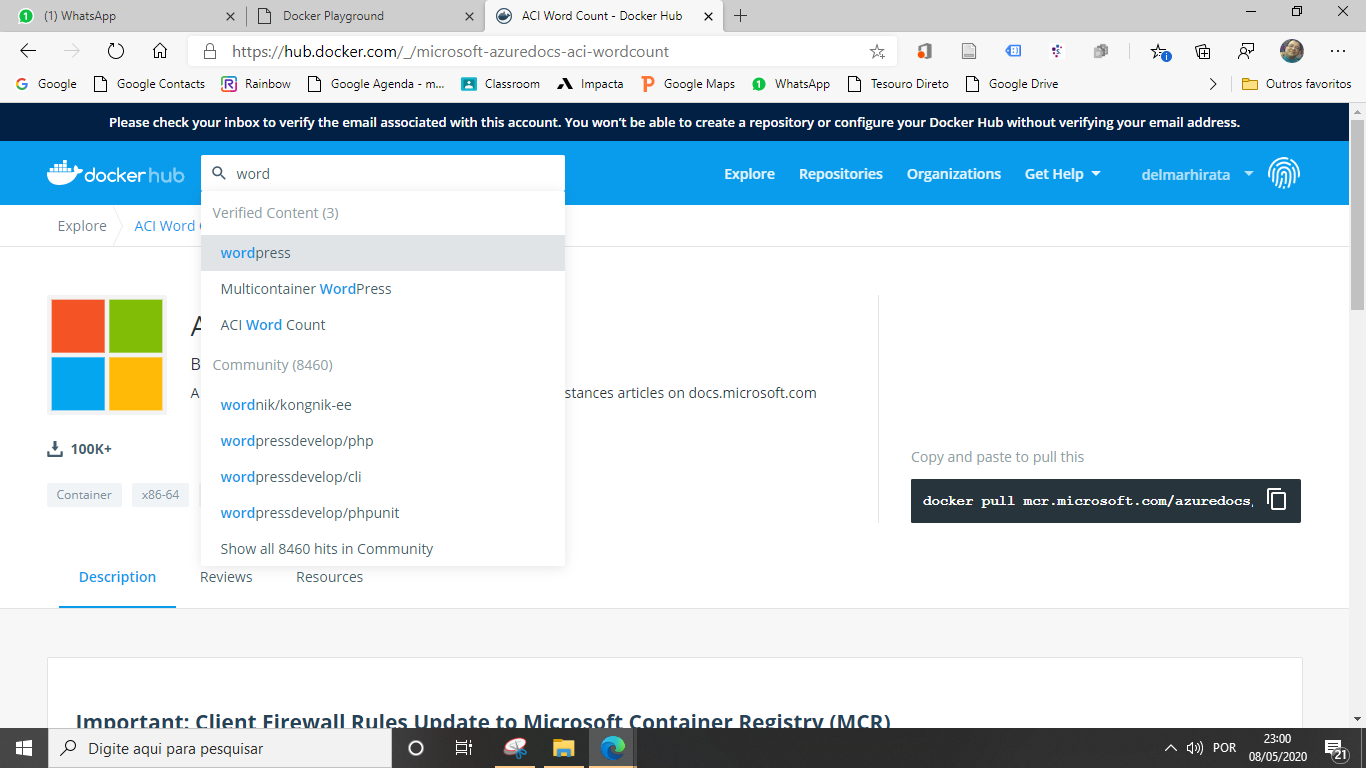 (1) WhatsApp
Docker Playground
ACI Word Count - Docker Hub
https://hub.docker.com/_/microsoft-azuredocs-aci-wordcount
Google
Google Contacts
Rainbow
Google Agenda - m...
Classroom
Impacta
Google Maps
WhatsApp
Tesouro Direto
Google Drive
Outros favoritos
Please check your inbox to verify the email associated with this account. You won't be able to create a repository or configure your Docker Hub without verifying your email address.
docker hub
word
Explore
Repositories
Organizations
Get Help
delmarhirata
Explore
ACI Word
Verified Content (3)
wordpress
Multicontainer WordPress
ACI Word Count
Community (8460)
wordnik/kongnik-ee
wordpressdevelop/php
wordpressdevelop/cli
wordpressdevelop/phpunit
Show all 8460 hits in Community
A
B
A
stances articles on docs.microsoft.com
100K+
Container
x86-64
Copy and paste to pull this
docker pull mcr.microsoft.com/azuredocs
Description
Reviews
Resources
Important: Client Firewall Rules Update to Microsoft Container Registry (MCR)
Digite aqui para pesquisar
POR
23:00
08/05/2020
21